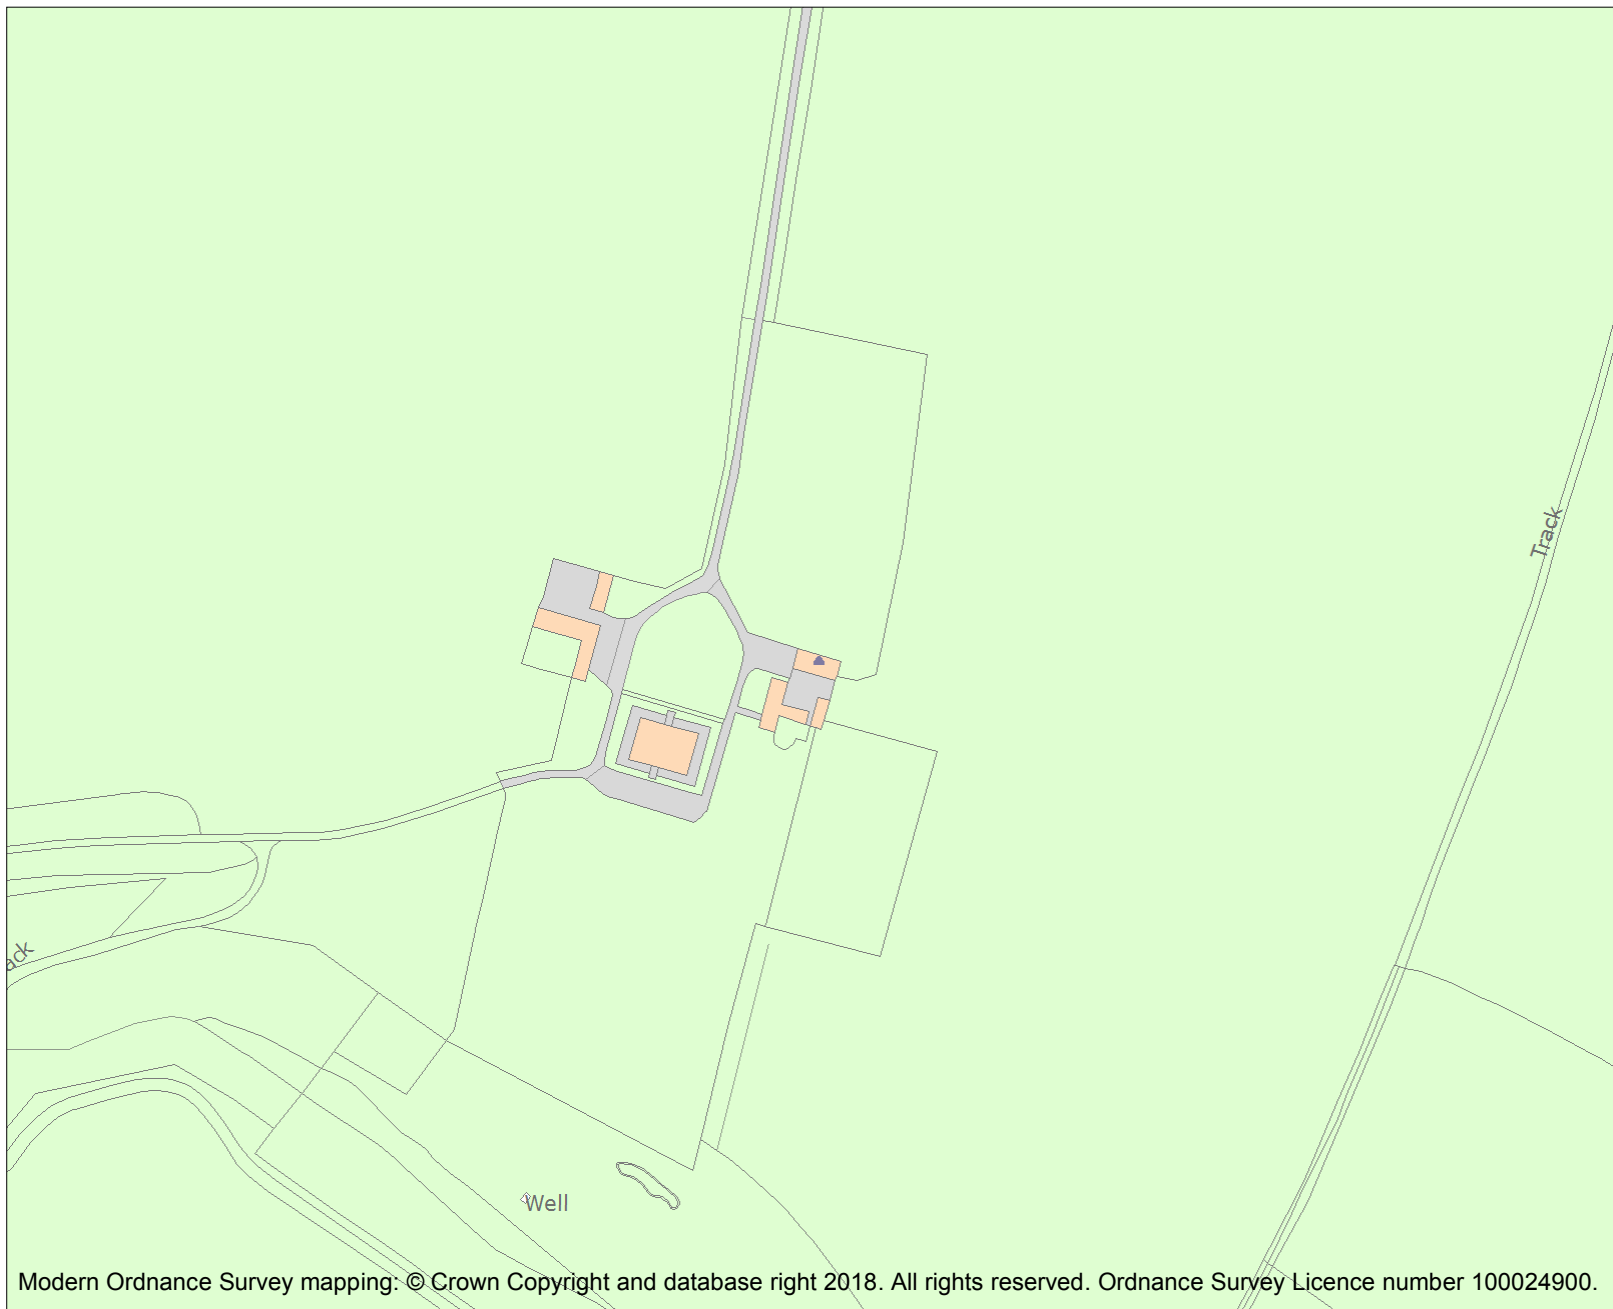 Track
ack
Well
Modern Ordnance Survey mapping: © Crown Copyright and database right 2018. All rights reserved. Ordnance Survey Licence number 100024900.